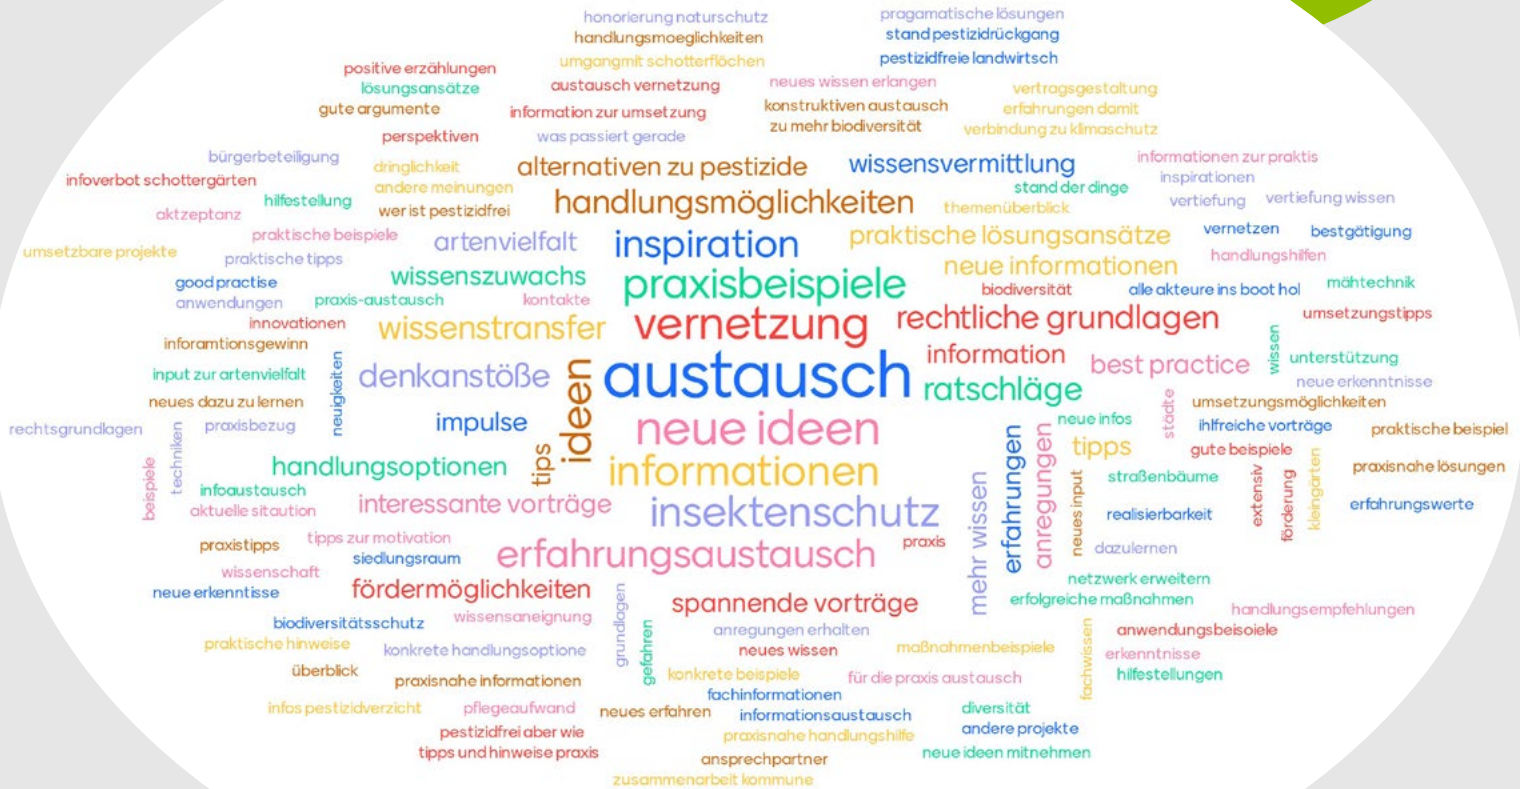 honorierung naturschutz
pragamatische lösungen
handlungsmoeglichkeiten
stand pestizidrückgang
umgangmit schotterflöchen
pestizidfreie landwirtsch
positive erzählungen
lösungsansätze
austausch vernetzung
neues wissen erlangen
vertragsgestaltung
gute argumente
information zur umsetzung
konstruktiven austausch
erfahrungen damit
perspektiven
was passiert gerade
zu mehr biodiversität
verbindung zu klimaschutz
bürgerbeteiligung
dringlichkeit
alternativen zu pestizide
wissensvermittlung
informationen zur praktis
infoverbot schottergärten
andere meinungen
stand der dinge
inspirationen
hilfestellung
wer ist pestizidfrei
handlungsmöglichkeiten
themenüberblick
vertiefung
vertiefung wissen
aktzeptanz
praktische beispiele
artenvielfalt
inspiration
praktische lösungsansätze
vernetzen
bestgätigung
umsetzbare projekte
praktische tipps
neue informationen
handlungshilfen
good practise
wissenszuwachs
praxisbeispiele
biodiversität
alle akteure ins boot hol
mähtechnik
anwendungen
praxis-austausch
kontakte
innovationen
wissenstransfer
vernetzung
rechtliche grundlagen
umsetzungstipps
inforamtionsgewinn
information
best practice
wissen
unterstützung
input zur artenvielfalt
neuigkeiten
denkanstöße
ideen
austausch
ratschläge
neue erkenntnisse
neues dazu zu lernen
umsetzungsmöglichkeiten
rechtsgrundlagen
praxisbezug
impulse
neue ideen
neue infos
städte
ihlfreiche vorträge
praktische beispiel
techniken
tips
tipps
gute beispiele
beispiele
handlungsoptionen
informationen
erfahrungen
anregungen
praxisnahe lösungen
infoaustausch
mehr wissen
neues input
straßenbäume
extensiv
förderung
kleingärten
aktuelle sitaution
interessante vorträge
insektenschutz
realisierbarkeit
erfahrungswerte
praxistipps
tipps zur motivation
siedlungsraum
erfahrungsaustausch
praxis
dazulernen
wissenschaft
neue erkenntisse
fördermöglichkeiten
netzwerk erweitern
erfolgreiche maßnahmen
handlungsempfehlungen
biodiversitätsschutz
wissensaneignung
grundlagen
spannende vorträge
anregungen erhalten
anwendungsbeisoiele
praktische hinweise
konkrete handlungsoptione
gefahren
neues wissen
maßnahmenbeispiele
fachwissen
erkenntnisse
überblick
praxisnahe informationen
konkrete beispiele
für die praxis austausch
hilfestellungen
fachinformationen
infos pestizidverzicht
pflegeaufwand
neues erfahren
informationsaustausch
diversität
pestizidfrei aber wie
praxisnahe handlungshilfe
andere projekte
tipps und hinweise praxis
ansprechpartner
neue ideen mitnehmen
zusammenarbeit kommune